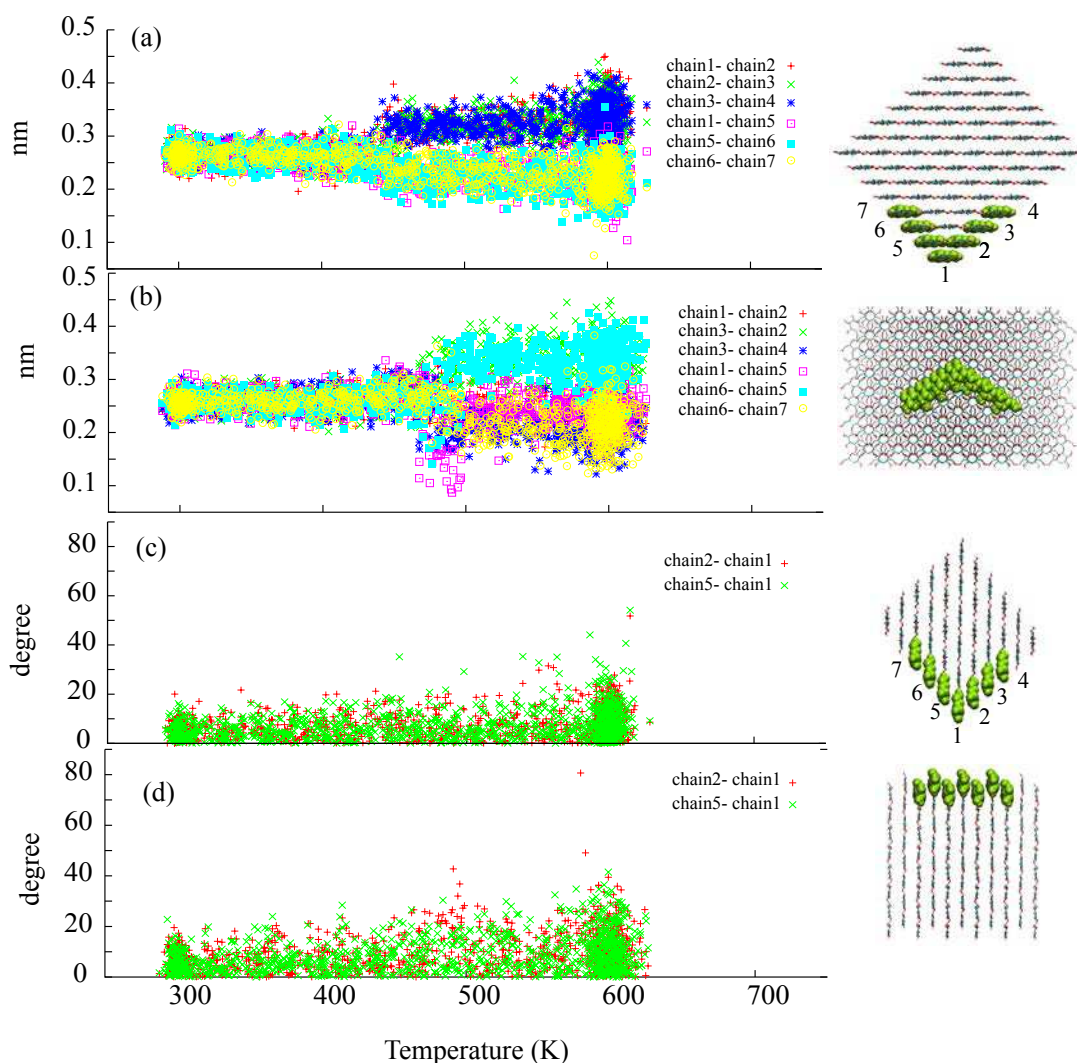 (a)
0.5
0.4
0.3
0.2
0.1
nm
chain1- chain2
chain2- chain3
chain3- chain4
chain1- chain5
chain5- chain6
chain6- chain7
7
6
5
1
2
3
4
(b)
0.5
0.4
0.3
0.2
0.1
nm
chain1- chain2
chain3- chain2
chain3- chain4
chain1- chain5
chain6- chain5
chain6- chain7
(c)
80
60
40
20
0
degree
chain2- chain1
chain5- chain1
7
6
5
1
2
3
4
(d)
80
60
40
20
0
degree
chain2- chain1
chain5- chain1
300 400 500 600 700
Temperature (K)